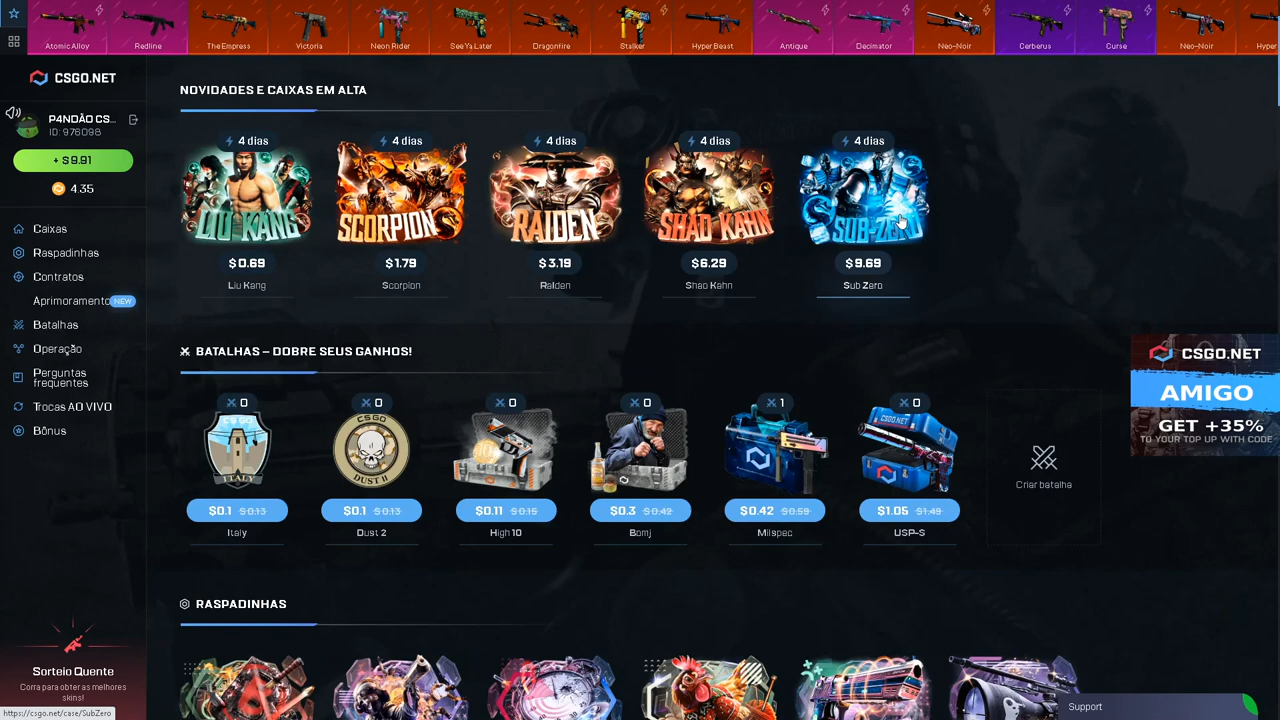 Atomic Alloy
Redline
The Empress
Victoria
Neon Rider
See Ya Later
Dragonfire
Stalker
Hyper Beast
Antique
Decimator
Neo-Noir
Cerberus
Curse
Neo-Noir
Hyper
CSGO.NET
P4NDÃO CS...
ID: 976098
+ $ 9.91
4.35
Caixas
Raspadinhas
Contratos
Aprimoramento NEW
Batalhas
Operação
Perguntas
frequentes
Trocas AO VIVO
Bônus
Sorteio Quente
Corra para obter as melhores
skins!
https://csgo.net/case/SubZero
NOVIDADES E CAIXAS EM ALTA
4 dias
4 dias
4 dias
4 dias
4 dias
LIU KANG
SCORPION
RAIDEN
SHAO KAHN
SUB-ZERO
$ 0.69
$ 1.79
$ 3.19
$ 6.29
$ 9.69
Liu Kang
Scorpion
Raiden
Shao Kahn
Sub Zero
BATALHAS – DOBRE SEUS GANHOS!
0
0
0
0
1
0
CS GO
ITALY
CS GO
DUST II
CSGO.NET
$0.1 $0.13
$0.1 $0.13
$0.11 $0.15
$0.3 $0.42
$0.42 $0.59
$1.05 $1.49
Italy
Dust 2
High 10
Bomj
Milspec
USP-S
Criar batalha
CSGO.NET
AMIGO
GET +35%
TO YOUR TOP UP WITH CODE
RASPADINHAS
Support